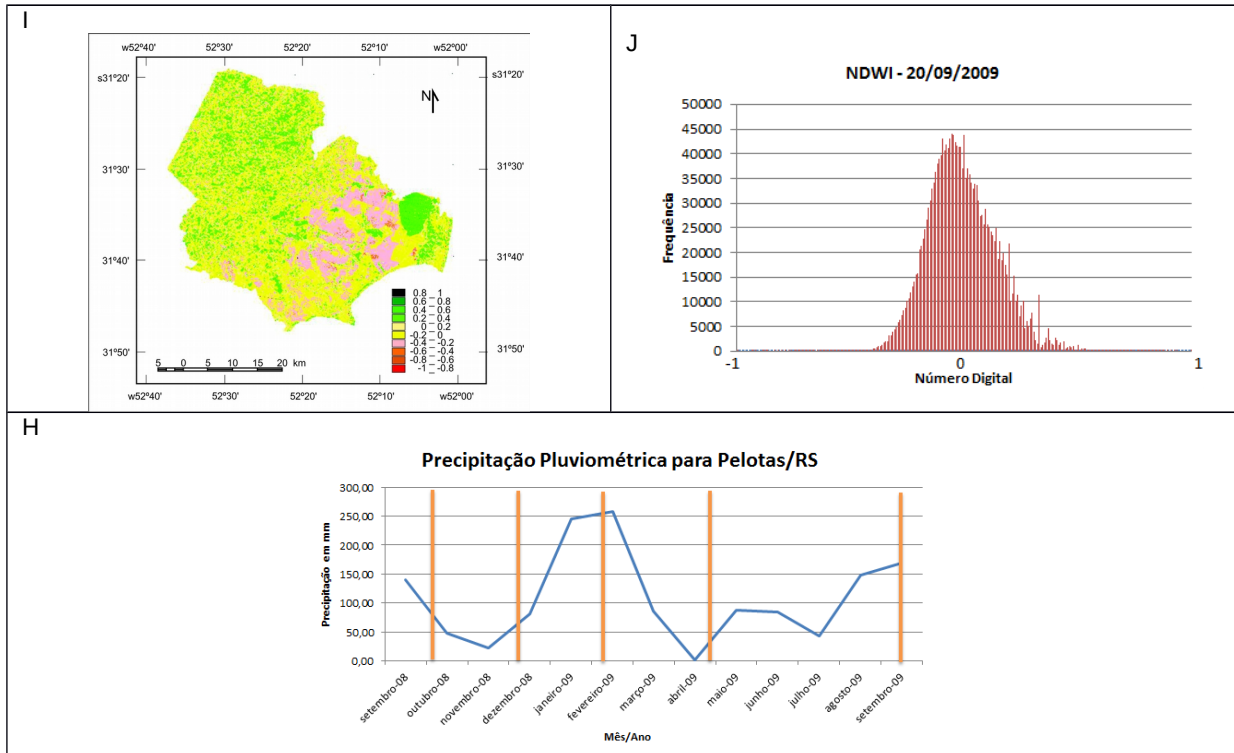 I
w52°40' 52°30' 52°20' 52°10' w52°00'
s31°20' s31°20'
N
31°30' 31°30'
31°40' 31°40'
0.8 _ 1
0.6 _ 0.8
0.4 _ 0.6
0.2 _ 0.4
0 _ 0.2
-0.2 _ 0
-0.4 _ -0.2
-0.6 _ -0.4
-0.8 _ -0.6
-1 _ -0.8
31°50' 31°50'
5 0 5 10 15 20 km
w52°40' 52°30' 52°20' 52°10' w52°00'
J
NDWI - 20/09/2009
Frequência
50000
45000
40000
35000
30000
25000
20000
15000
10000
5000
0
-1 0 1
Número Digital
H
Precipitação Pluviométrica para Pelotas/RS
Precipitação em mm
300,00
250,00
200,00
150,00
100,00
50,00
0,00
setembro-08
outubro-08
novembro-08
dezembro-08
janeiro-09
fevereiro-09
março-09
abril-09
maio-09
junho-09
julho-09
agosto-09
setembro-09
Mês/Ano